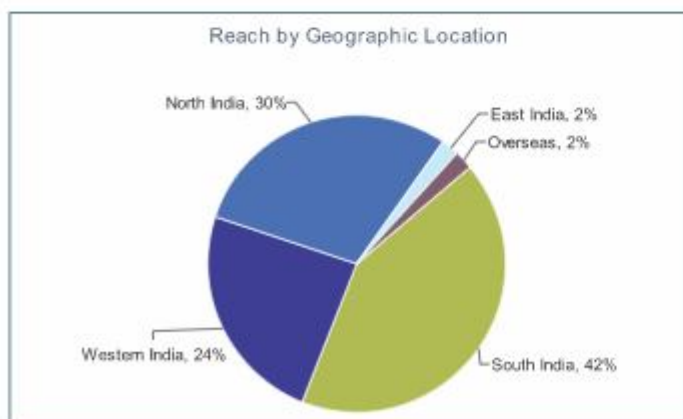 Reach by Geographic Location
North India, 30%
East India, 2%
Overseas, 2%
Western India, 24%
South India, 42%